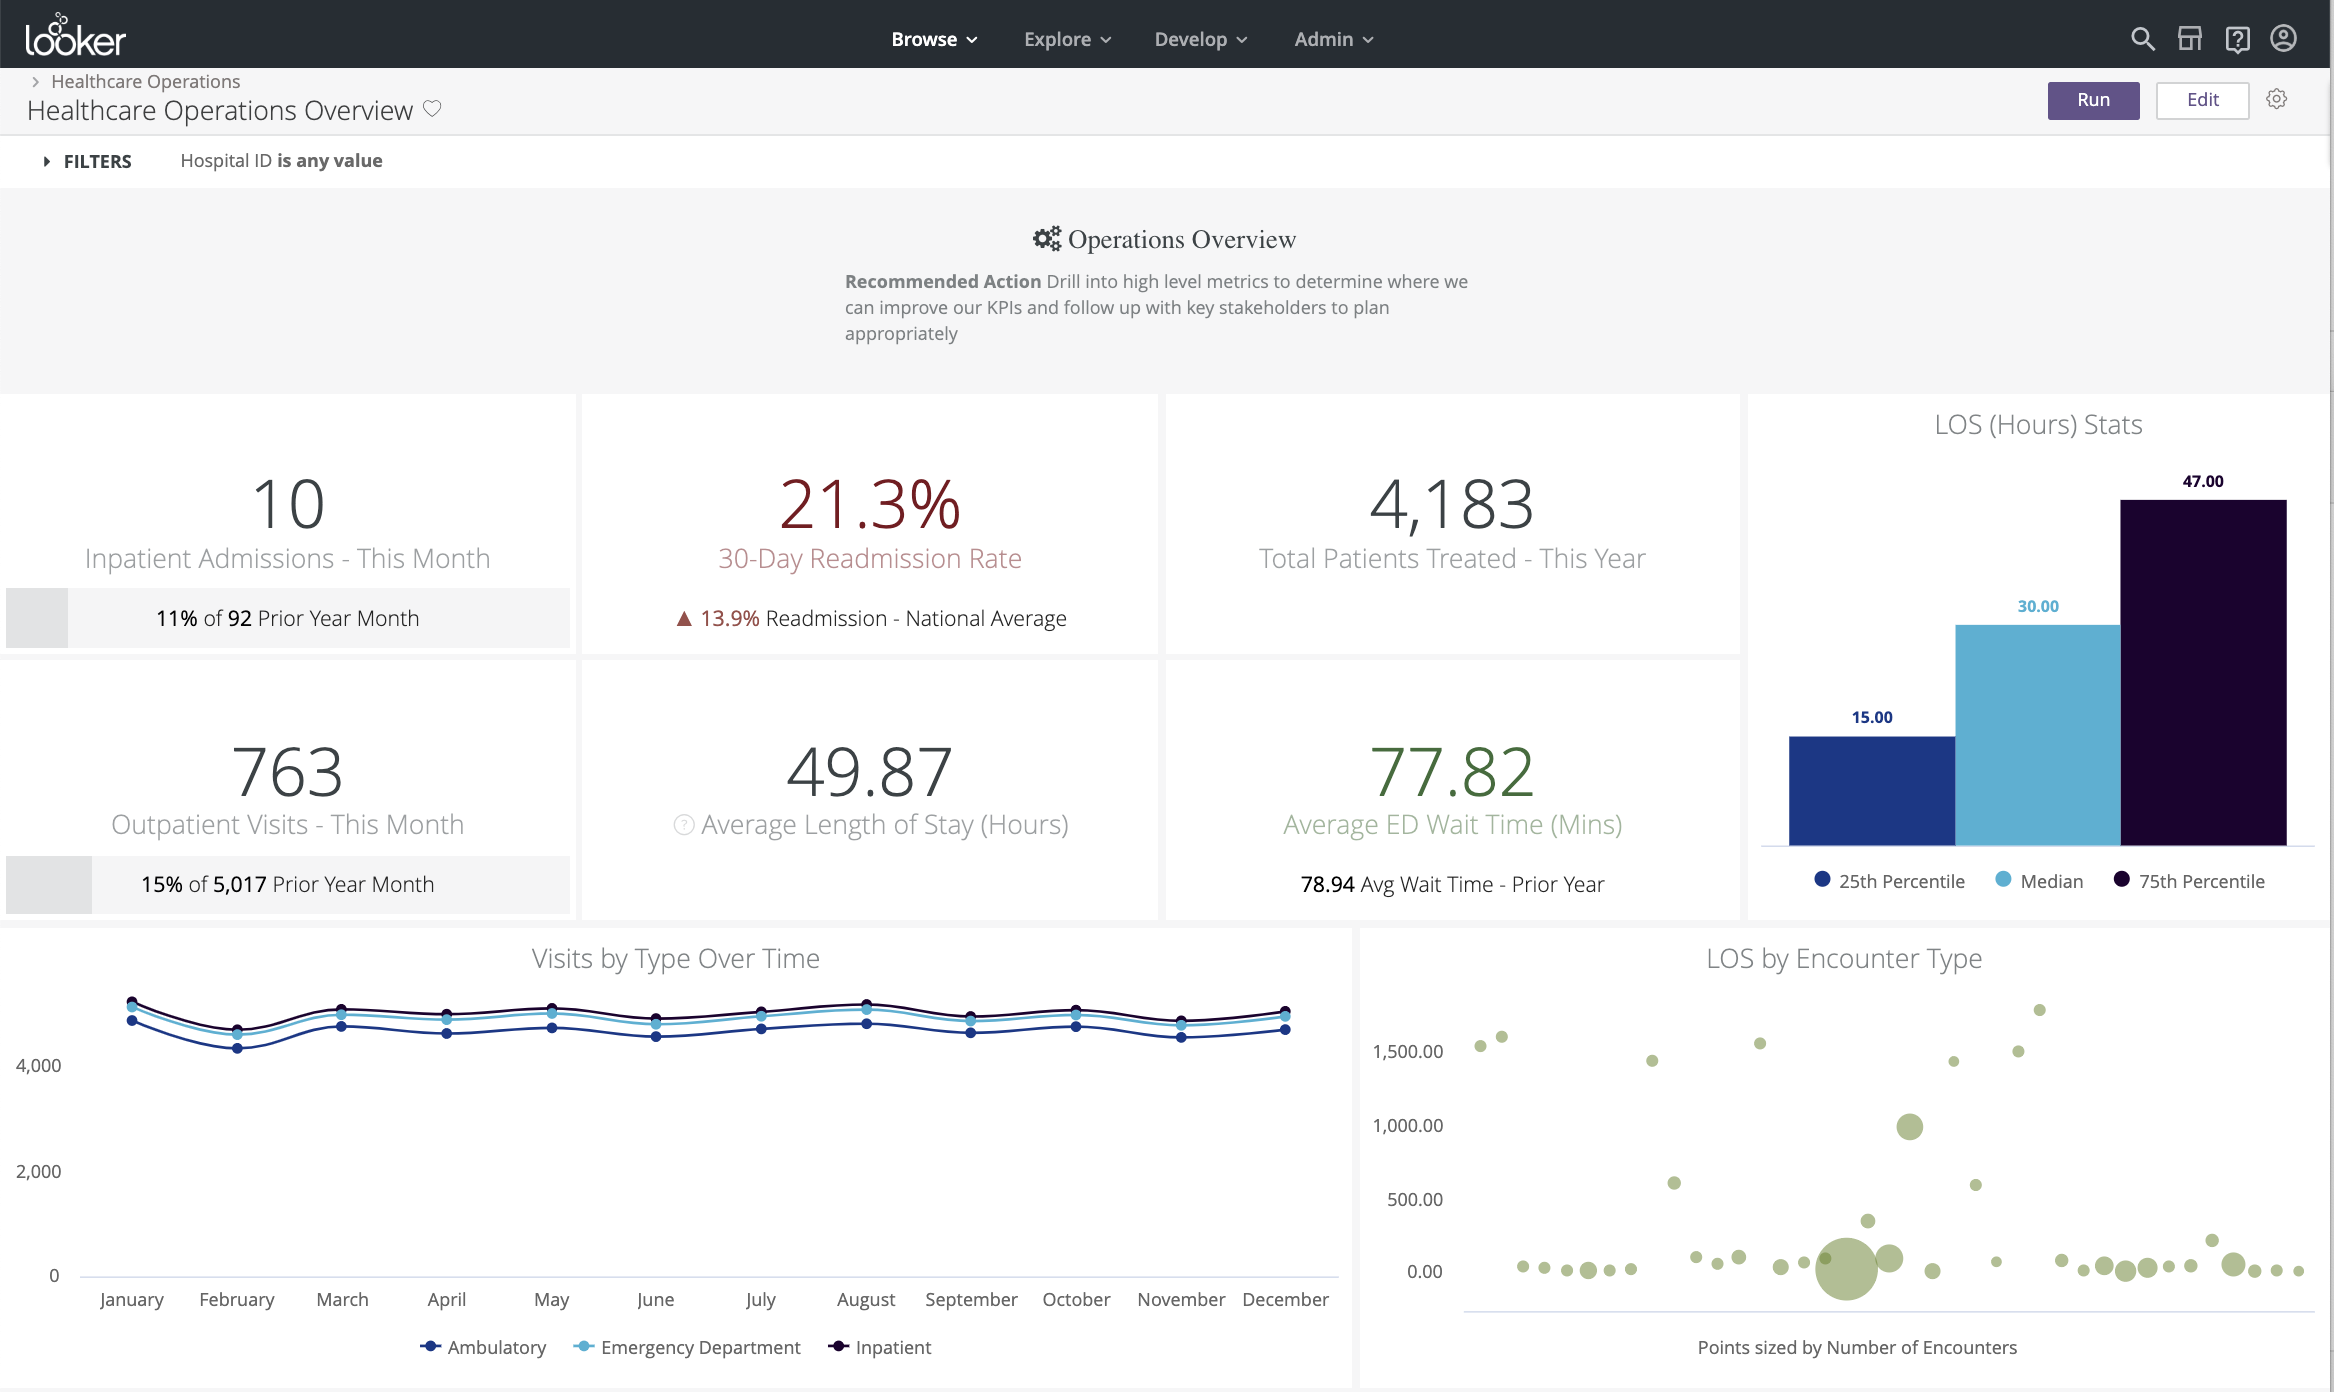 looker
Browse
Explore
Develop
Admin
Healthcare Operations
Healthcare Operations Overview
Run
Edit
FILTERS
Hospital ID is any value
Operations Overview
Recommended Action Drill into high level metrics to determine where we
can improve our KPIs and follow up with key stakeholders to plan
appropriately
10
Inpatient Admissions - This Month
11% of 92 Prior Year Month
21.3%
30-Day Readmission Rate
▲ 13.9% Readmission - National Average
4,183
Total Patients Treated - This Year
763
Outpatient Visits - This Month
15% of 5,017 Prior Year Month
49.87
? Average Length of Stay (Hours)
77.82
Average ED Wait Time (Mins)
78.94 Avg Wait Time - Prior Year
LOS (Hours) Stats
47.00
30.00
15.00
25th Percentile
Median
75th Percentile
Visits by Type Over Time
4,000
2,000
0
January
February
March
April
May
June
July
August
September
October
November
December
Ambulatory
Emergency Department
Inpatient
LOS by Encounter Type
1,500.00
1,000.00
500.00
0.00
Points sized by Number of Encounters